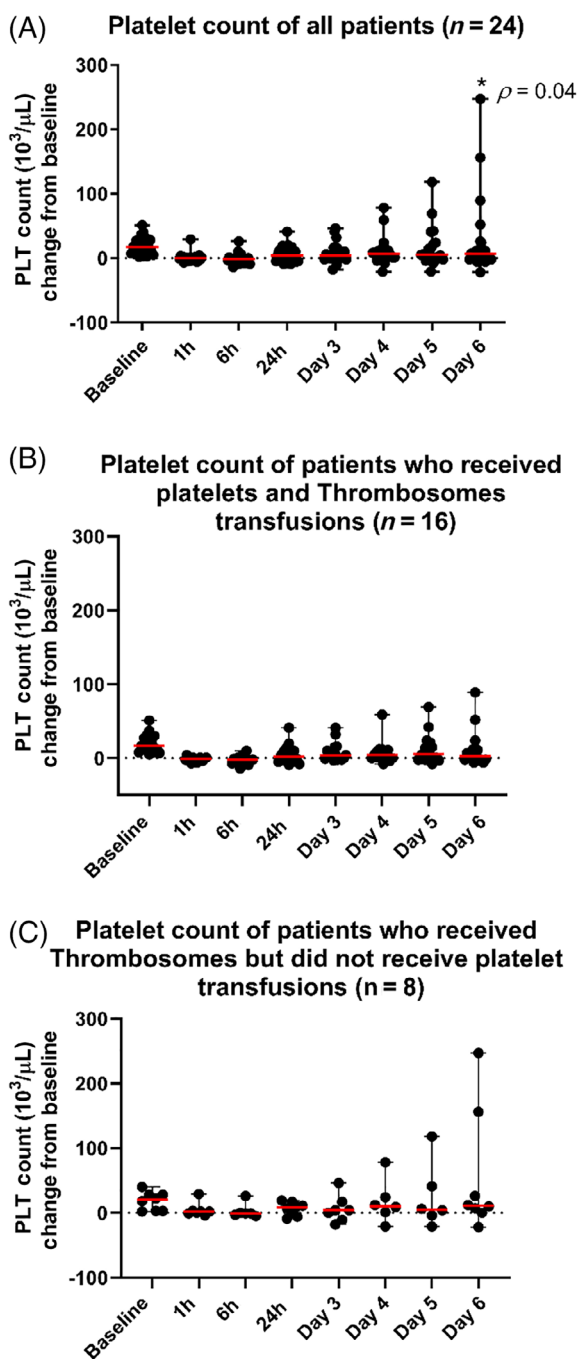 (A)
Platelet count of all patients (n = 24)
PLT count (10³/μL)
change from baseline
300
200
100
0
-100
*
ρ = 0.04
Baseline
1h
6h
24h
Day 3
Day 4
Day 5
Day 6
(B)
Platelet count of patients who received
platelets and Thrombosomes
transfusions (n = 16)
PLT count (10³/μL)
change from baseline
300
200
100
0
Baseline
1h
6h
24h
Day 3
Day 4
Day 5
Day 6
(C)
Platelet count of patients who received
Thrombosomes but did not receive platelet
transfusions (n = 8)
PLT count (10³/μL)
change from baseline
300
200
100
0
-100
Baseline
1h
6h
24h
Day 3
Day 4
Day 5
Day 6